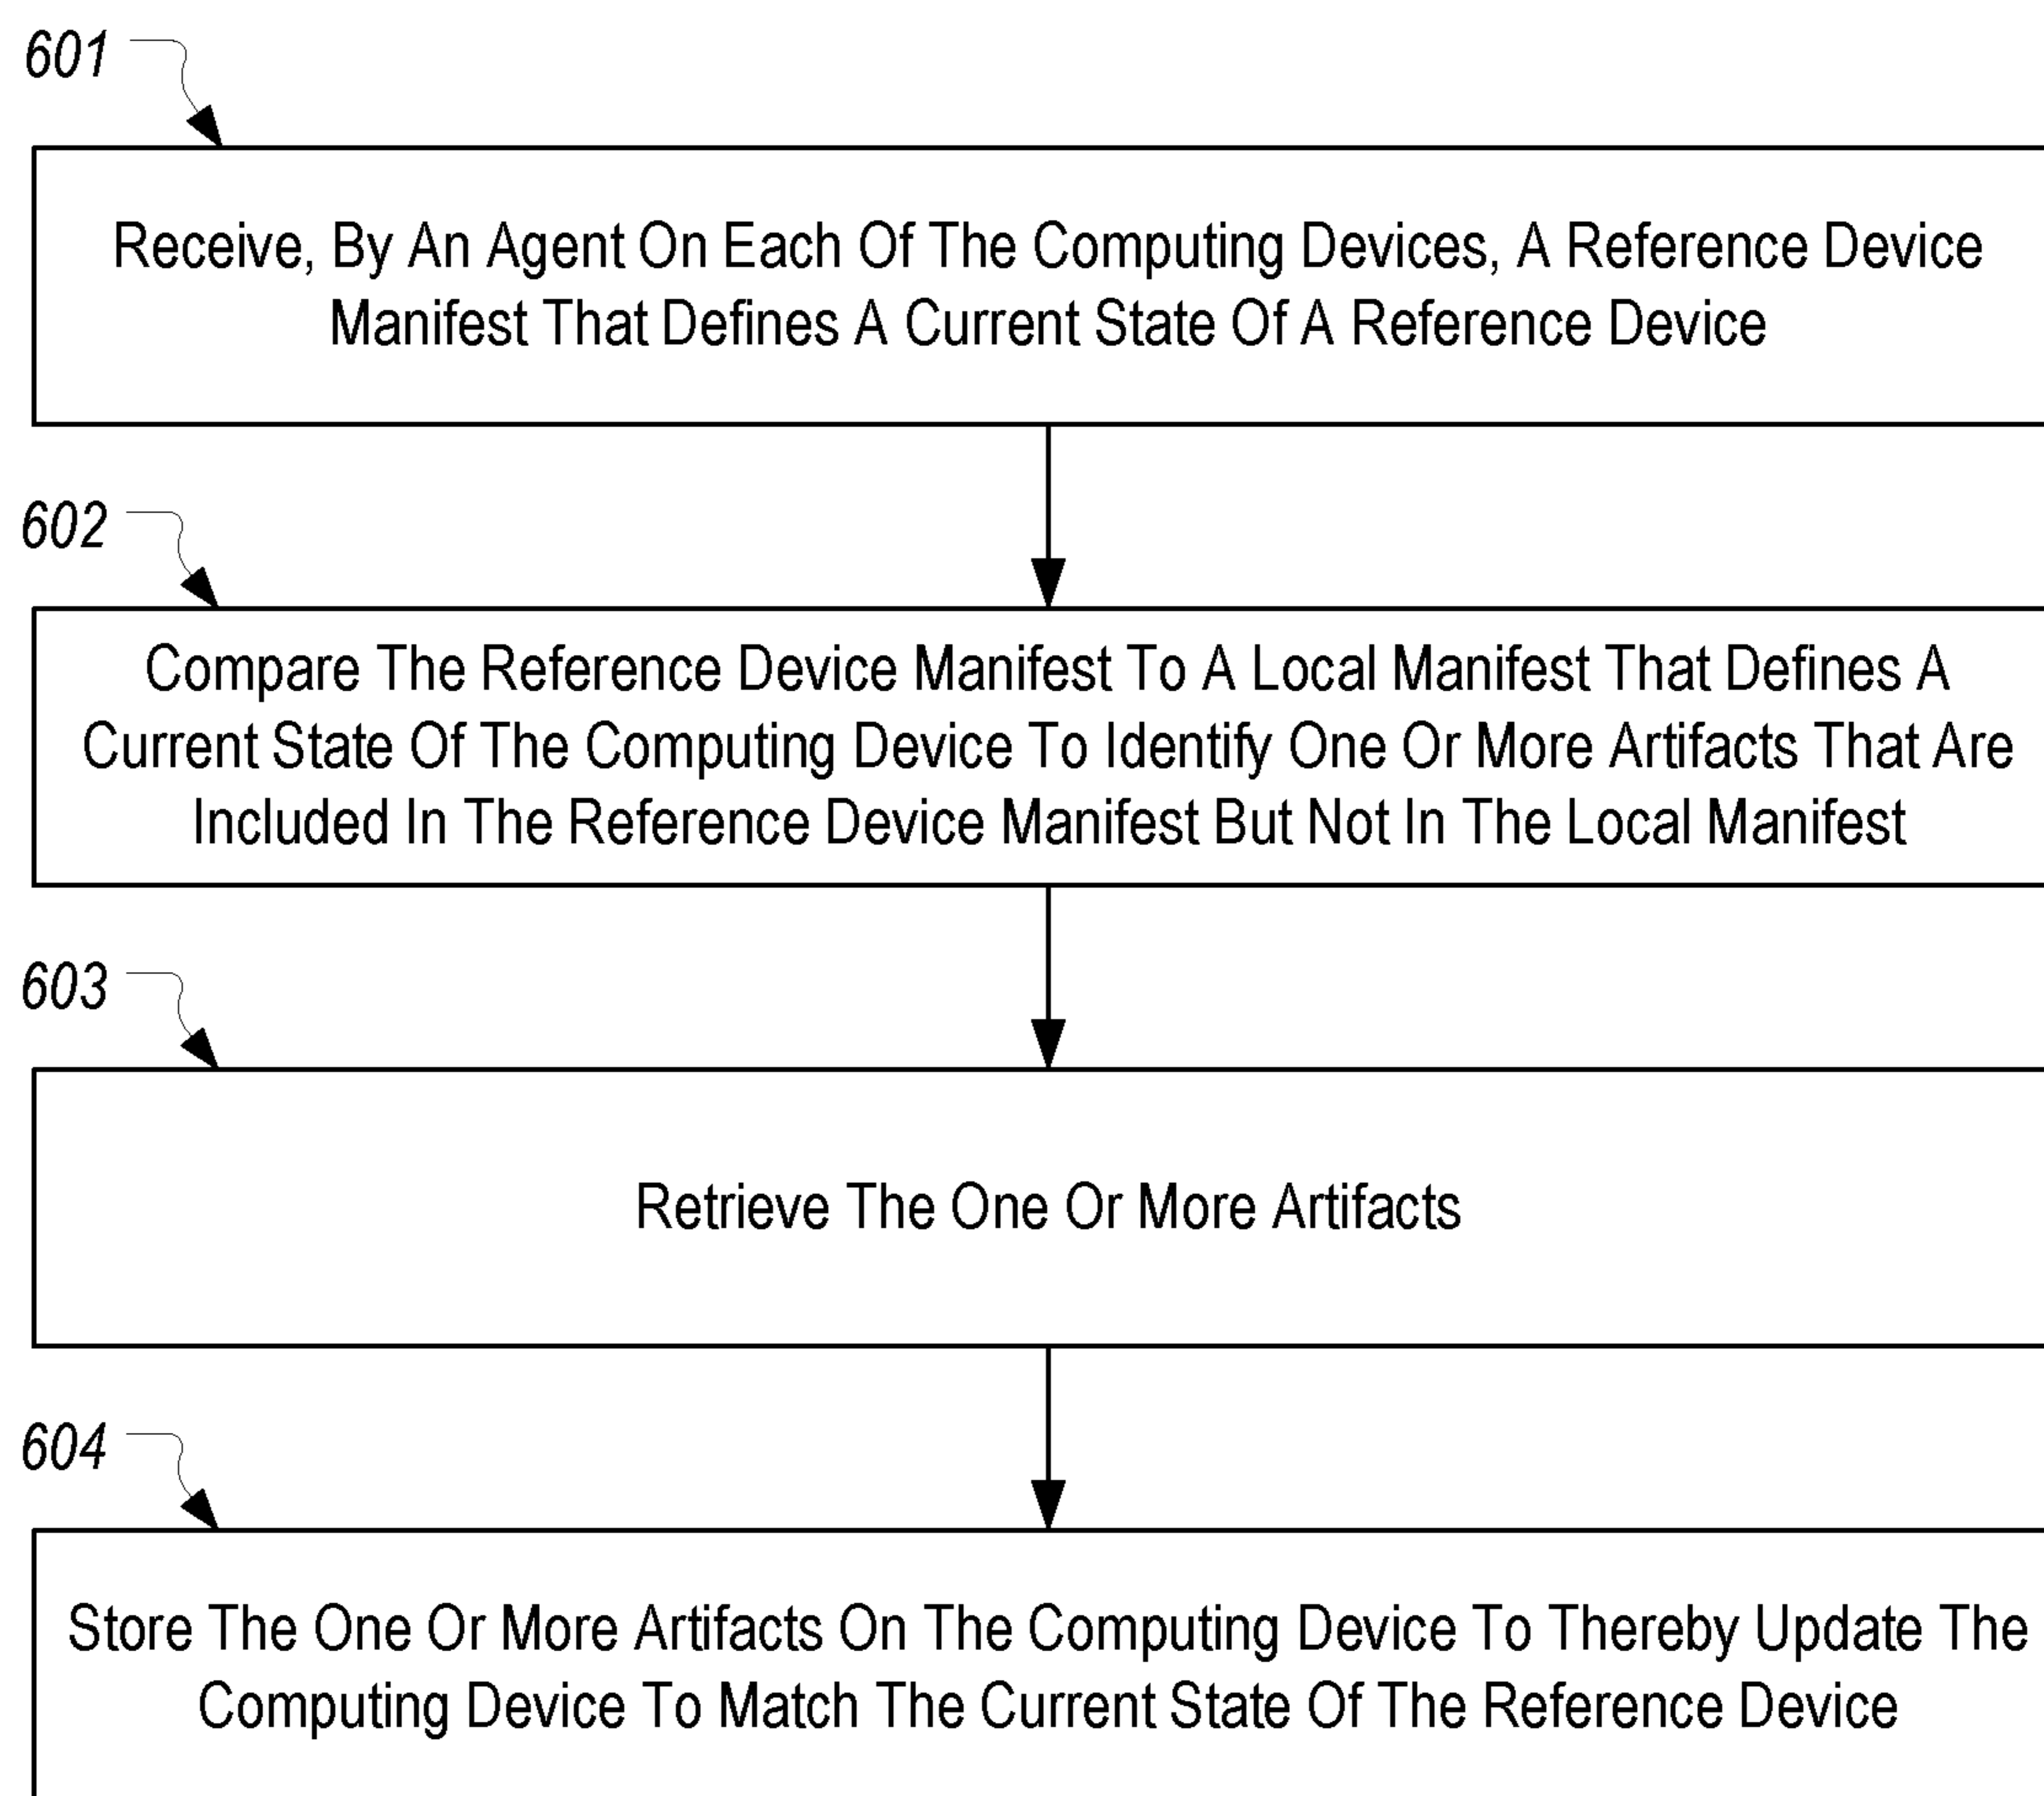 601
Receive, By An Agent On Each Of The Computing Devices, A Reference Device
Manifest That Defines A Current State Of A Reference Device
602
Compare The Reference Device Manifest To A Local Manifest That Defines A
Current State Of The Computing Device To Identify One Or More Artifacts That Are
Included In The Reference Device Manifest But Not In The Local Manifest
603
Retrieve The One Or More Artifacts
604
Store The One Or More Artifacts On The Computing Device To Thereby Update The
Computing Device To Match The Current State Of The Reference Device